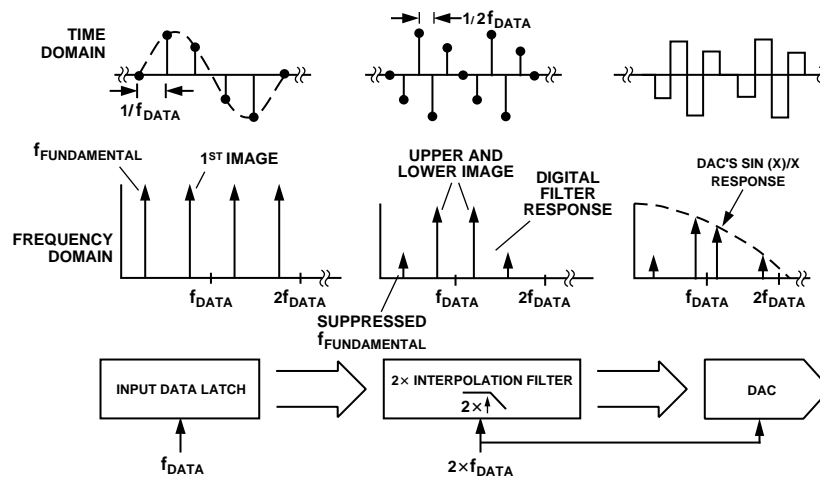 TIME
DOMAIN
1/fDATA
1/2fDATA
fFUNDAMENTAL
1ST IMAGE
UPPER AND
LOWER IMAGE
DIGITAL
FILTER
RESPONSE
DAC'S SIN (X)/X
RESPONSE
FREQUENCY
DOMAIN
fDATA
2fDATA
fDATA
2fDATA
fDATA
2fDATA
SUPPRESSED
fFUNDAMENTAL
INPUT DATA LATCH
2× INTERPOLATION FILTER
2×
DAC
fDATA
2×fDATA